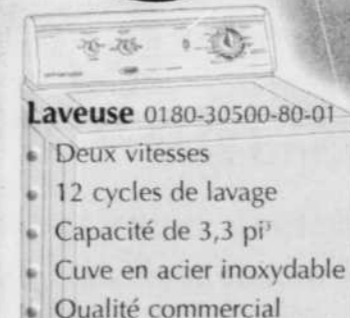 Laveuse 0180-30500-80-01
• Deux vitesses
• 12 cycles de lavage
• Capacité de 3,3 pi³
• Cuve en acier inoxydable
• Qualité commercial